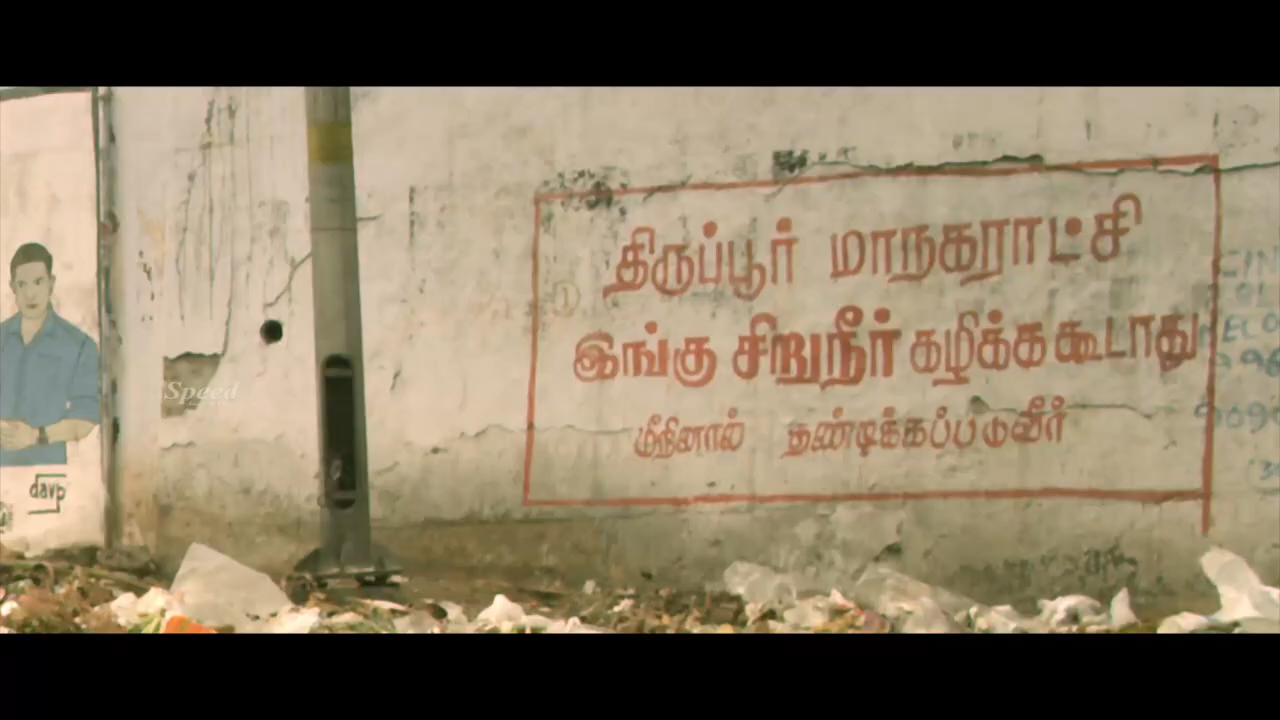 திருப்பூர் மாநகராட்சி
இங்கு சிறுநீர் கழிக்க கூடாது
மீறினால் தண்டிக்கப்படுவீர்
davp
Speed